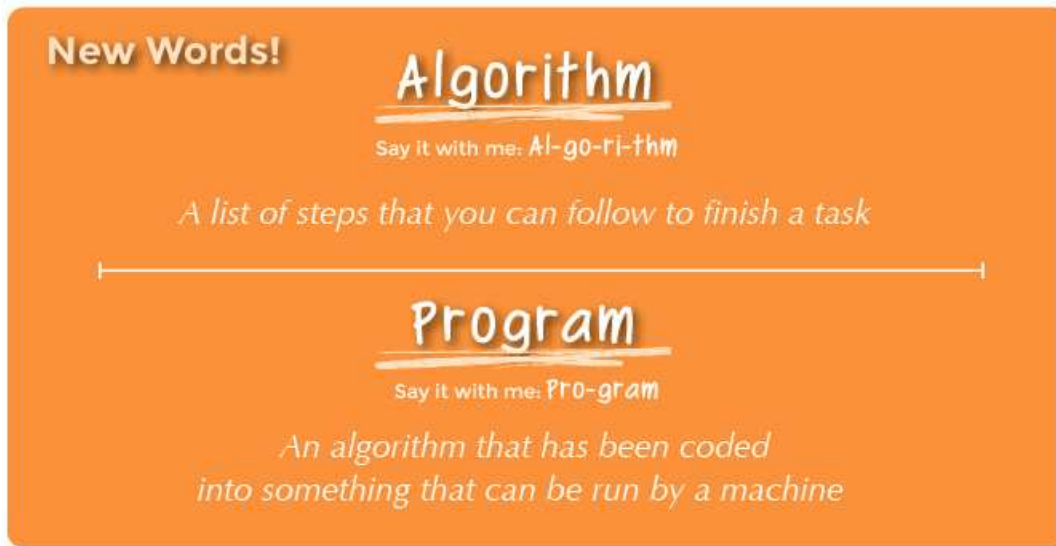 New Words!
Algorithm
Say it with me: Al-go-ri-thm
A list of steps that you can follow to finish a task
Program
Say it with me: Pro-gram
An algorithm that has been coded
into something that can be run by a machine